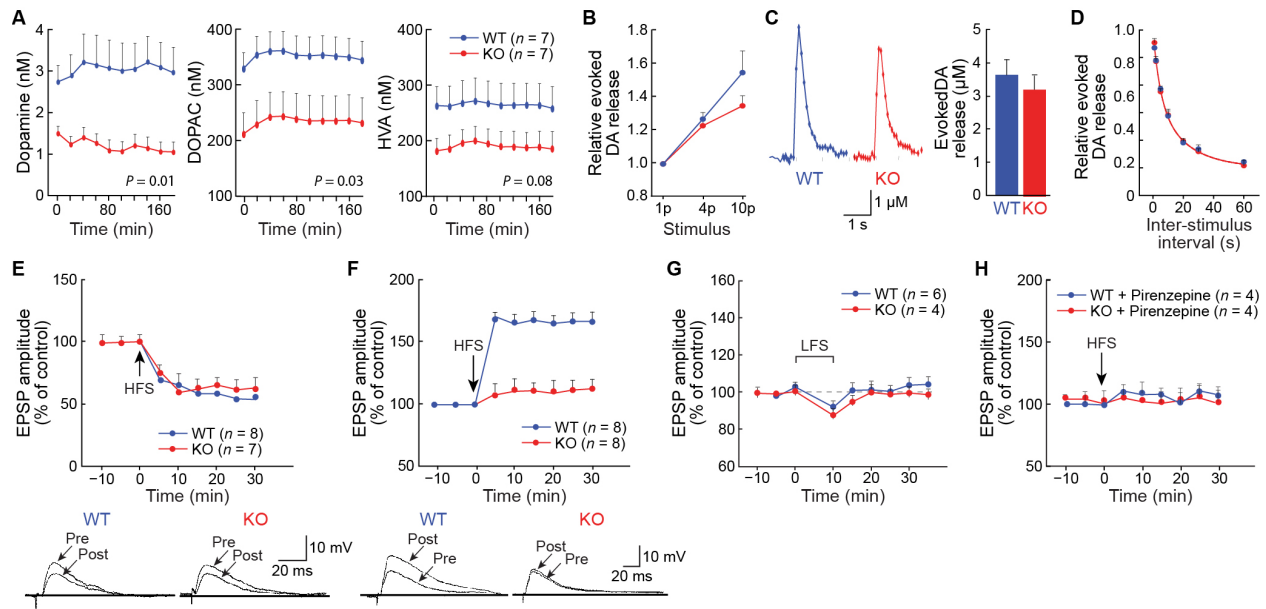 A
Dopamine (nM)
4
3
2
1
0
0
80
160
Time (min)
P = 0.01
DOPAC (nM)
400
300
200
100
0
80
160
Time (min)
P = 0.03
HVA (nM)
400
300
200
100
0
80
160
Time (min)
WT (n = 7)
KO (n = 7)
P = 0.08
B
Relative evoked
DA release
1.8
1.6
1.4
1.2
1.0
0.8
1p
4p
10p
Stimulus
C
WT
KO
1 µM
1 s
EvokedDA
release (µM)
5
4
3
2
1
0
WT
KO
D
Relative evoked
DA release
1.0
0.8
0.6
0.4
0.2
0
0
20
40
60
Inter-stimulus
interval (s)
E
EPSP amplitude
(% of control)
150
100
50
0
HFS
WT (n = 8)
KO (n = 7)
−10
0
10
20
30
Time (min)
WT
Pre
Post
KO
Pre
Post
10 mV
20 ms
F
EPSP amplitude
(% of control)
200
150
100
50
HFS
WT (n = 8)
KO (n = 8)
−10
0
10
20
30
Time (min)
WT
Post
Pre
KO
Post
Pre
10 mV
20 ms
G
EPSP amplitude
(% of control)
160
140
120
100
80
60
WT (n = 6)
KO (n = 4)
LFS
−10
0
10
20
30
Time (min)
H
EPSP amplitude
(% of control)
200
150
100
50
WT + Pirenzepine (n = 4)
KO + Pirenzepine (n = 4)
HFS
−10
0
10
20
30
Time (min)